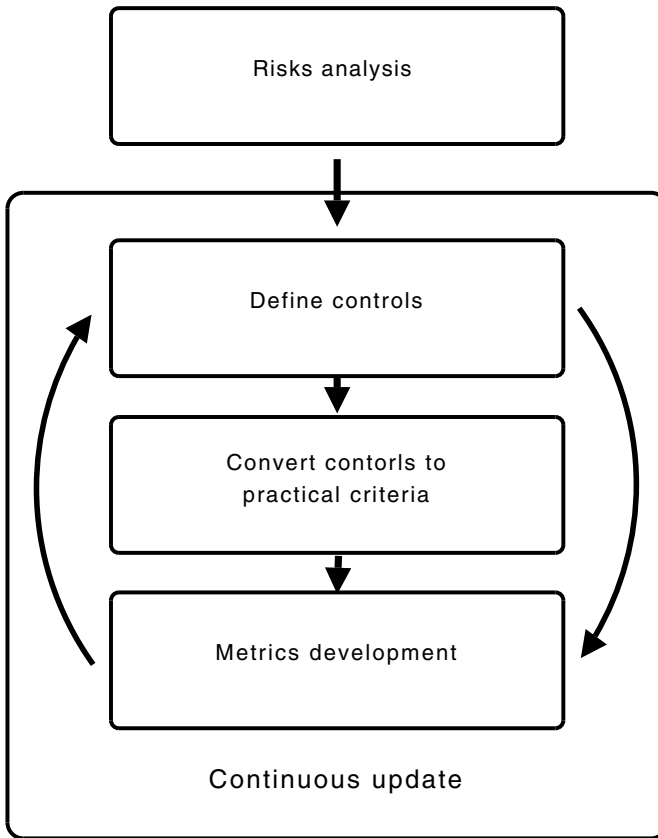 Risks analysis
Define controls
Convert contorls to
practical criteria
Metrics development
Continuous update